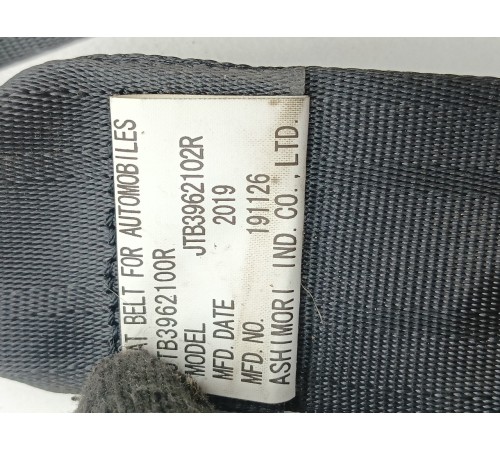 AT BELT FOR AUTOMOBILES
JTB3962100R
MODEL JTB3962102R
MFD. DATE 2019
MFD. NO. 191126
ASHIMORI IND. CO., LTD.